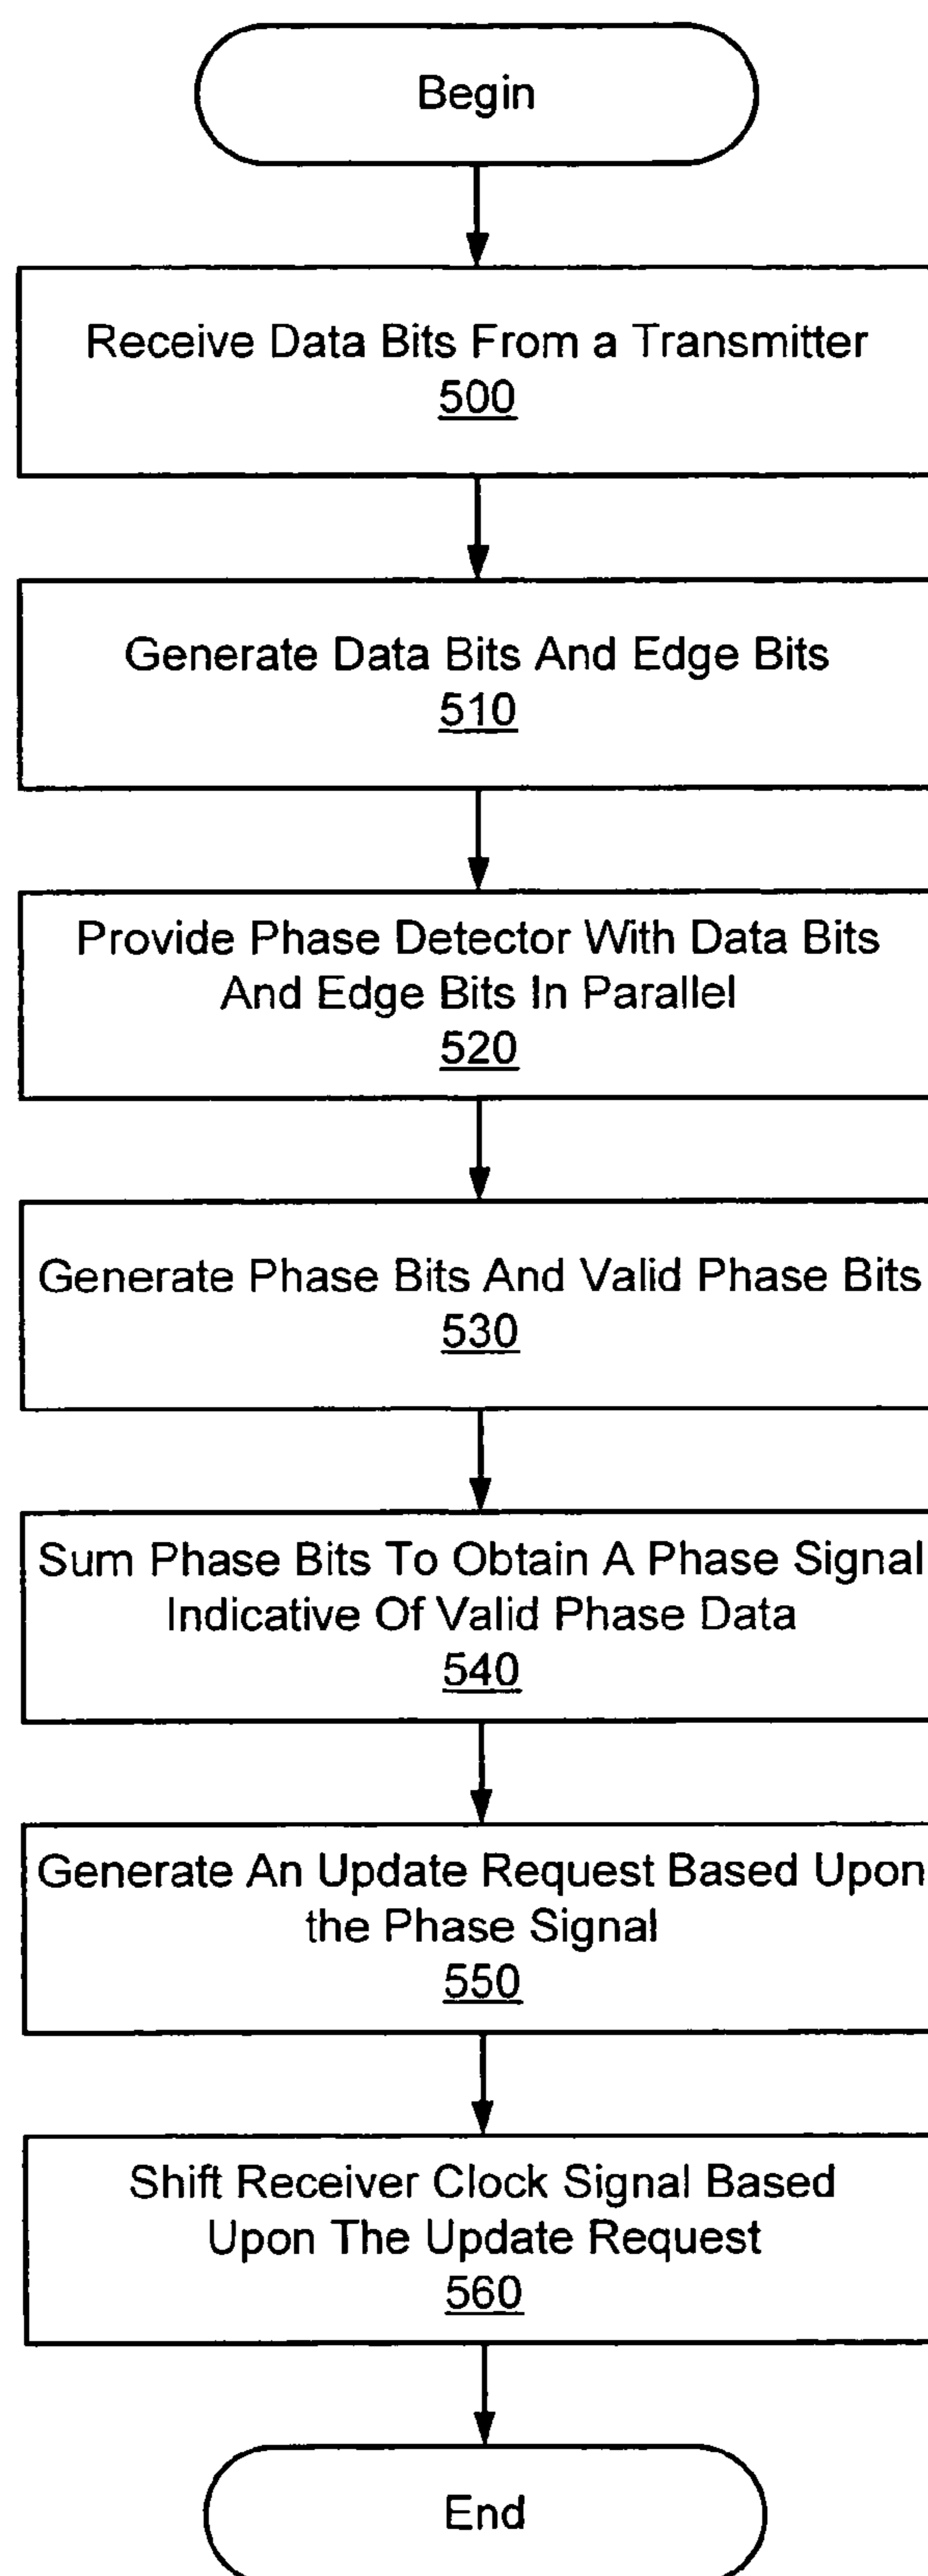 Begin
Receive Data Bits From a Transmitter
500
Generate Data Bits And Edge Bits
510
Provide Phase Detector With Data Bits
And Edge Bits In Parallel
520
Generate Phase Bits And Valid Phase Bits
530
Sum Phase Bits To Obtain A Phase Signal
Indicative Of Valid Phase Data
540
Generate An Update Request Based Upon
the Phase Signal
550
Shift Receiver Clock Signal Based
Upon The Update Request
560
End